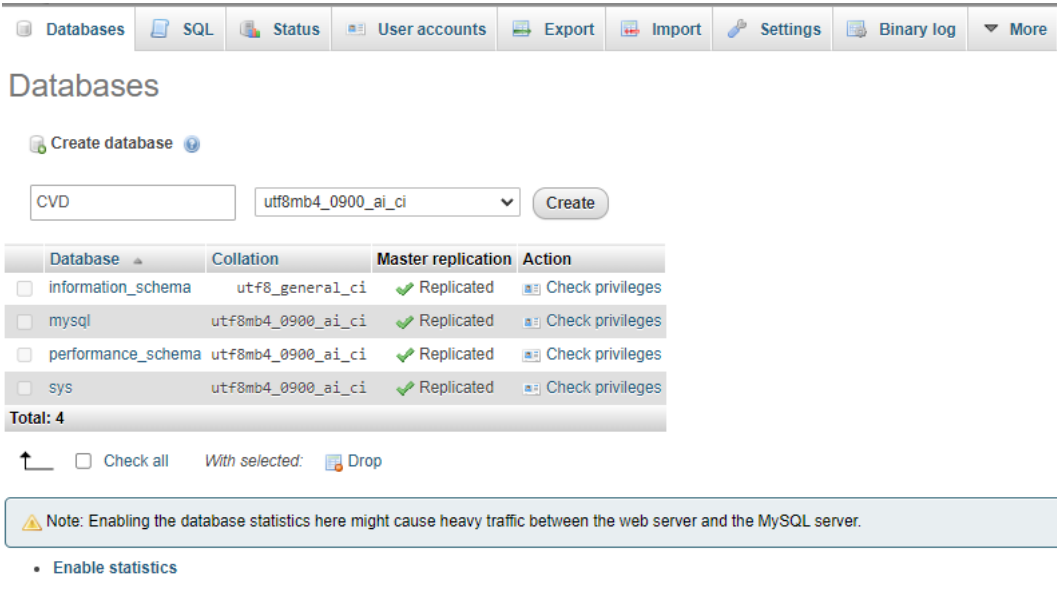 Databases SQL Status User accounts Export Import Settings Binary log More
Databases
Create database
CVD utf8mb4_0900_ai_ci Create
Database Collation Master replication Action
information_schema utf8_general_ci Replicated Check privileges
mysql utf8mb4_0900_ai_ci Replicated Check privileges
performance_schema utf8mb4_0900_ai_ci Replicated Check privileges
sys utf8mb4_0900_ai_ci Replicated Check privileges
Total: 4
Check all With selected: Drop
Note: Enabling the database statistics here might cause heavy traffic between the web server and the MySQL server.
• Enable statistics